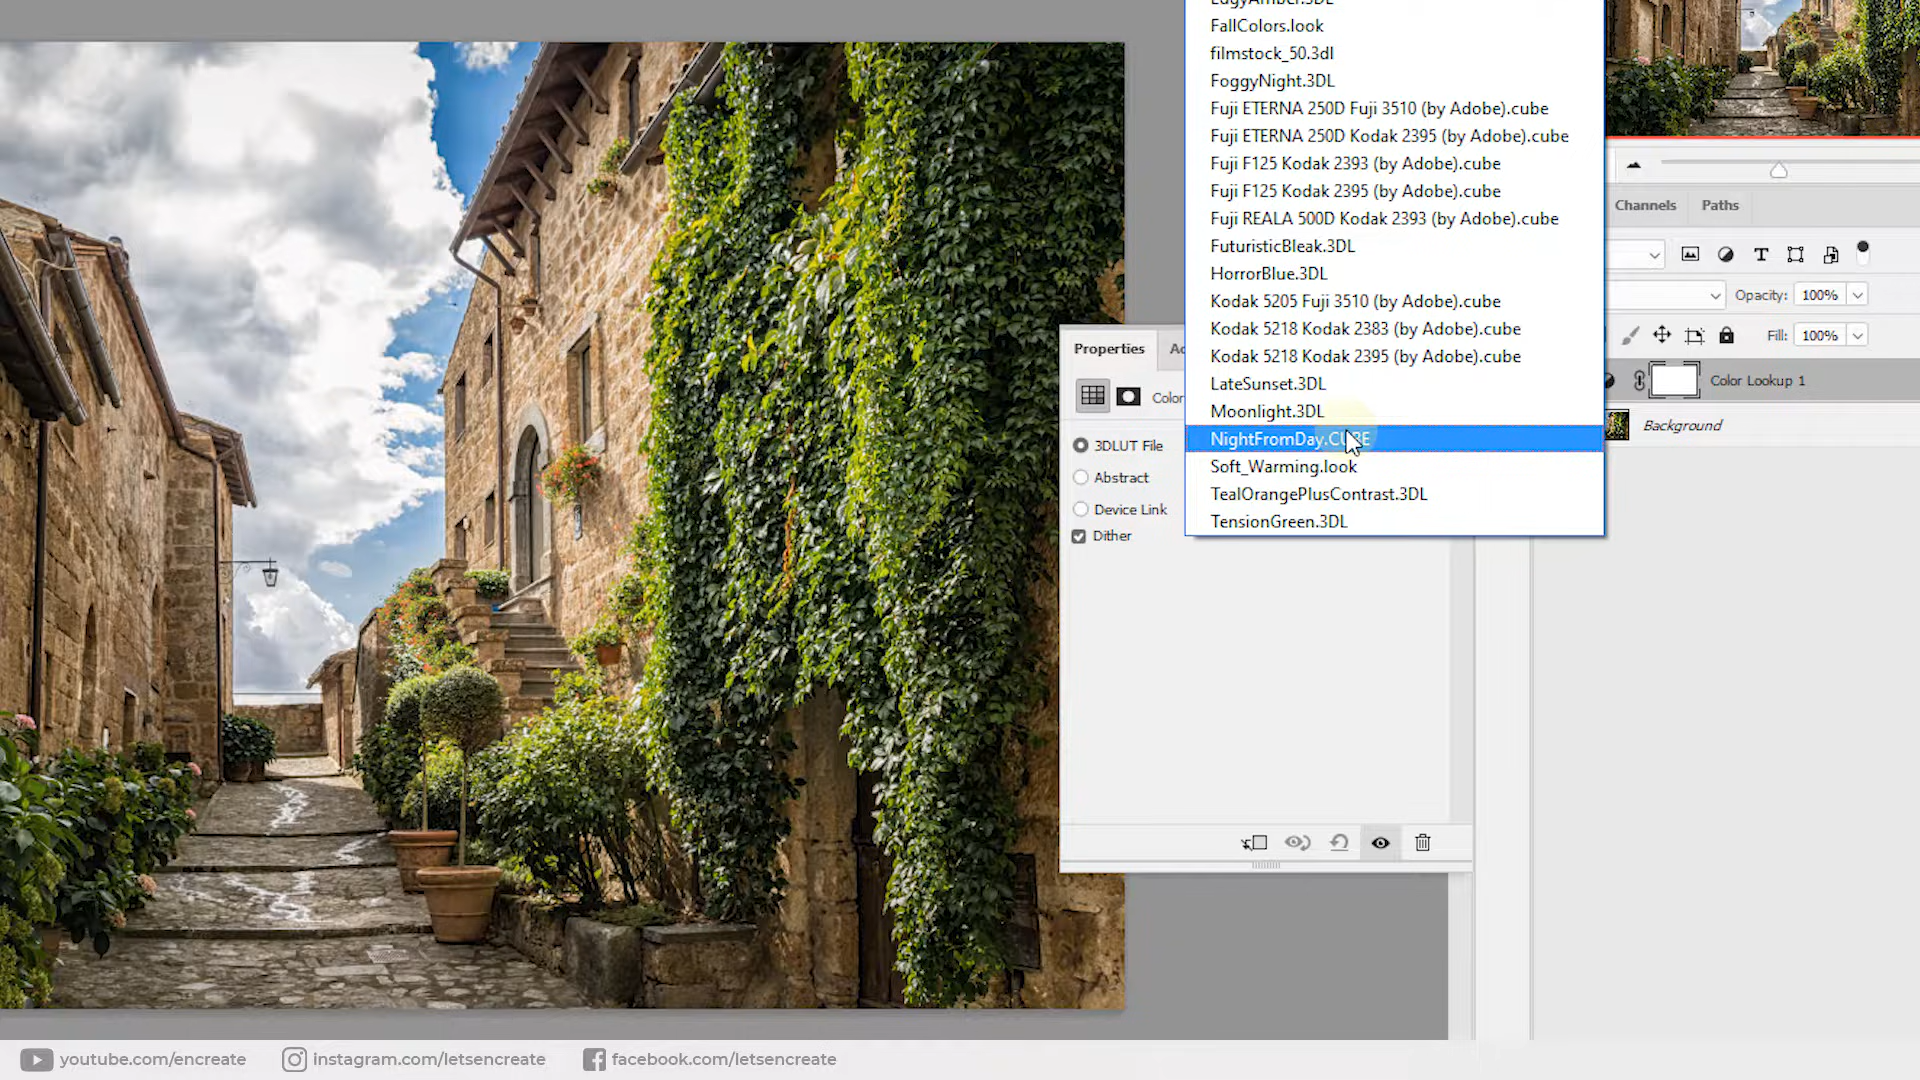 EdgyAmber.3DL
FallColors.look
filmstock_50.3dl
FoggyNight.3DL
Fuji ETERNA 250D Fuji 3510 (by Adobe).cube
Fuji ETERNA 250D Kodak 2395 (by Adobe).cube
Fuji F125 Kodak 2393 (by Adobe).cube
Fuji F125 Kodak 2395 (by Adobe).cube
Fuji REALA 500D Kodak 2393 (by Adobe).cube
FuturisticBleak.3DL
HorrorBlue.3DL
Kodak 5205 Fuji 3510 (by Adobe).cube
Kodak 5218 Kodak 2383 (by Adobe).cube
Kodak 5218 Kodak 2395 (by Adobe).cube
LateSunset.3DL
Moonlight.3DL
NightFromDay.CUBE
Soft_Warming.look
TealOrangePlusContrast.3DL
TensionGreen.3DL
Properties
Color
3DLUT File
Abstract
Device Link
Dither
Channels Paths
Opacity: 100%
Fill: 100%
Color Lookup 1
Background
youtube.com/encreate instagram.com/letsencreate facebook.com/letsencreate